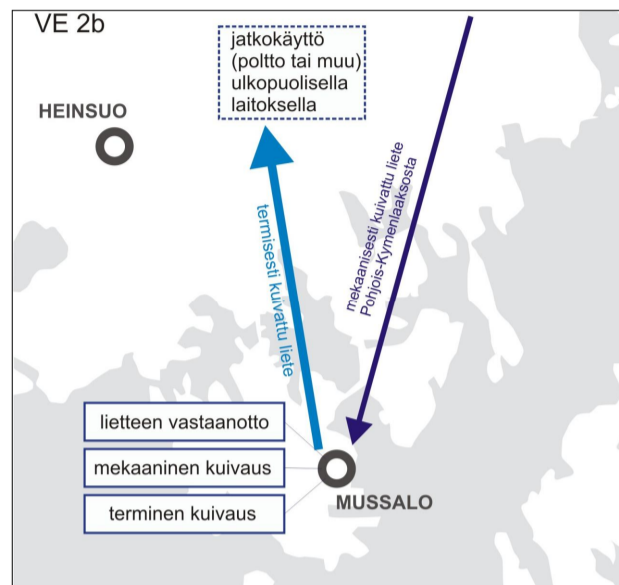 VE 2b
jatkokäyttö
(poltto tai muu)
ulkopuolisella
laitoksella
HEINSUO
mekaanisesti kuivattu liete
Pohjois-Kymenlaaksosta
termisesti kuivattu liete
lietteen vastaanotto
mekaaninen kuivaus
terminen kuivaus
MUSSALO